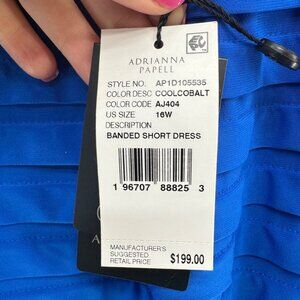 ADRIANNA
PAPELL
STYLE NO. AP1D105535
COLOR DESC COOLCOBALT
COLOR CODE AJ404
US SIZE 16W
DESCRIPTION
BANDED SHORT DRESS
1 96707 88825 3
MANUFACTURER'S
SUGGESTED
RETAIL PRICE $199.00